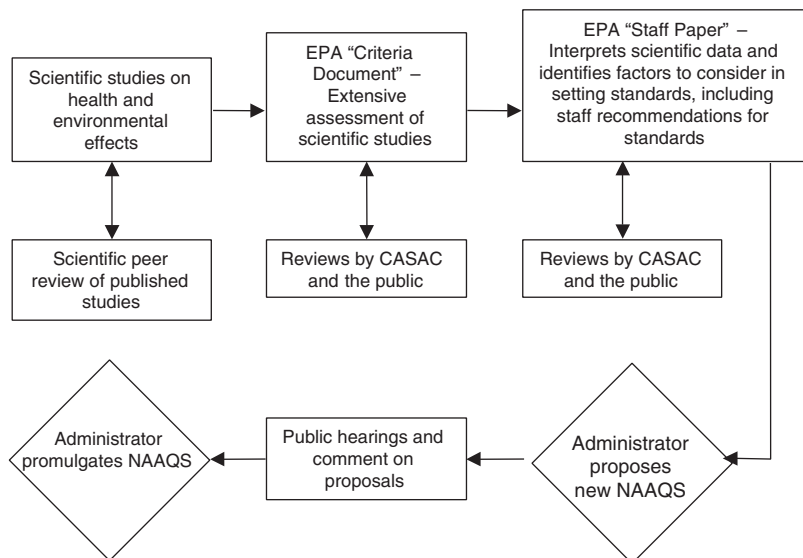 Scientific studies on
health and
environmental
effects
EPA “Criteria
Document” –
Extensive
assessment of
scientific studies
EPA “Staff Paper” –
Interprets scientific data and
identifies factors to consider in
setting standards, including
staff recommendations for
standards
Scientific peer
review of published
studies
Reviews by CASAC
and the public
Reviews by CASAC
and the public
Administrator
promulgates NAAQS
Public hearings and
comment on
proposals
Administrator
proposes
new NAAQS